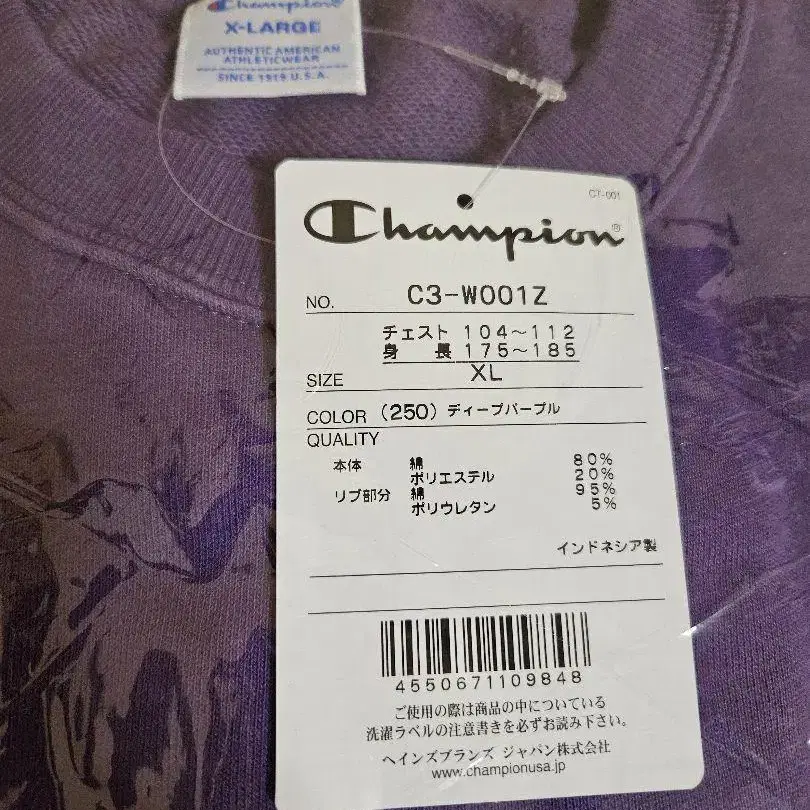 Champion
X-LARGE
AUTHENTIC AMERICAN
ATHLETICWEAR
SINCE 1919 U.S.A.
C7-001
Champion®
NO. C3-W001Z
チェスト 104～112
身長 175～185
SIZE XL
COLOR (250) ディープパープル
QUALITY
本体 綿 80%
ポリエステル 20%
リブ部分 綿 95%
ポリウレタン 5%
インドネシア製
4550671109848
ご使用の際は商品の中についている
洗濯ラベルの注意書きを必ずお読み下さい。
ヘインズブランズ ジャパン株式会社
www.championusa.jp